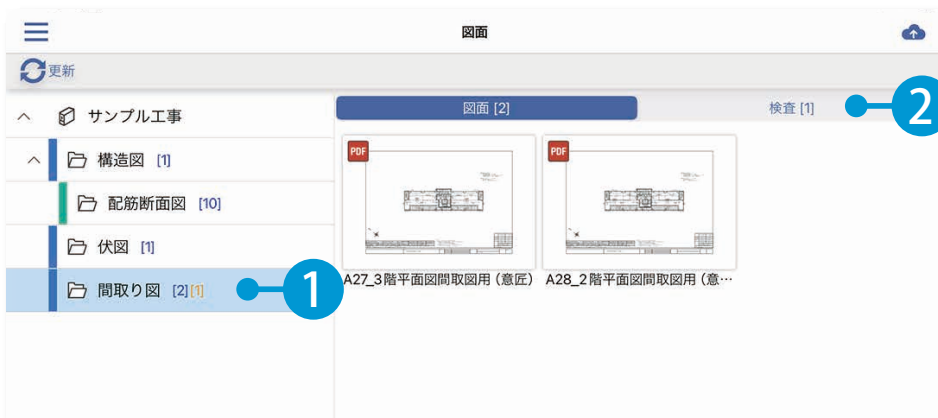 図面
更新
サンプル工事
構造図 [1]
配筋断面図 [10]
伏図 [1]
間取り図 [2][1]
1
図面 [2]
検査 [1]
2
PDF
PDF
A27_3階平面図間取図用（意匠）
A28_2階平面図間取図用（意…